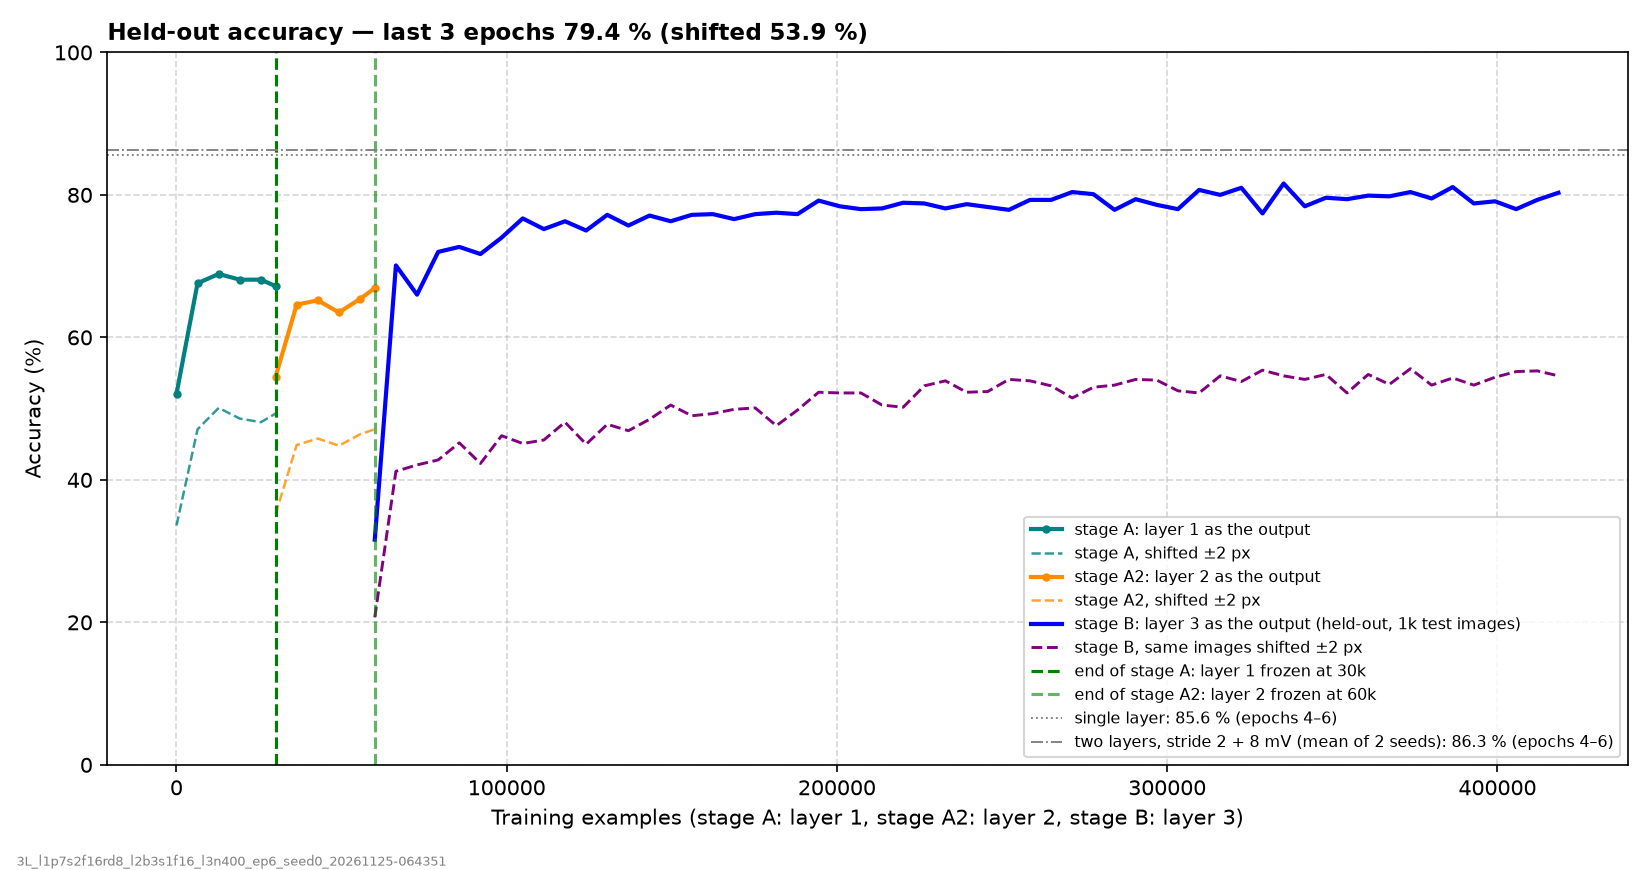 Held-out accuracy — last 3 epochs 79.4 % (shifted 53.9 %)
100
80
60
40
20
0
Accuracy (%)
stage A: layer 1 as the output
stage A, shifted ±2 px
stage A2: layer 2 as the output
stage A2, shifted ±2 px
stage B: layer 3 as the output (held-out, 1k test images)
stage B, same images shifted ±2 px
end of stage A: layer 1 frozen at 30k
end of stage A2: layer 2 frozen at 60k
single layer: 85.6 % (epochs 4–6)
two layers, stride 2 + 8 mV (mean of 2 seeds): 86.3 % (epochs 4–6)
0 100000 200000 300000 400000
Training examples (stage A: layer 1, stage A2: layer 2, stage B: layer 3)
3L_l1p7s2f16rd8_l2b3s1f16_l3n400_ep6_seed0_20261125-064351